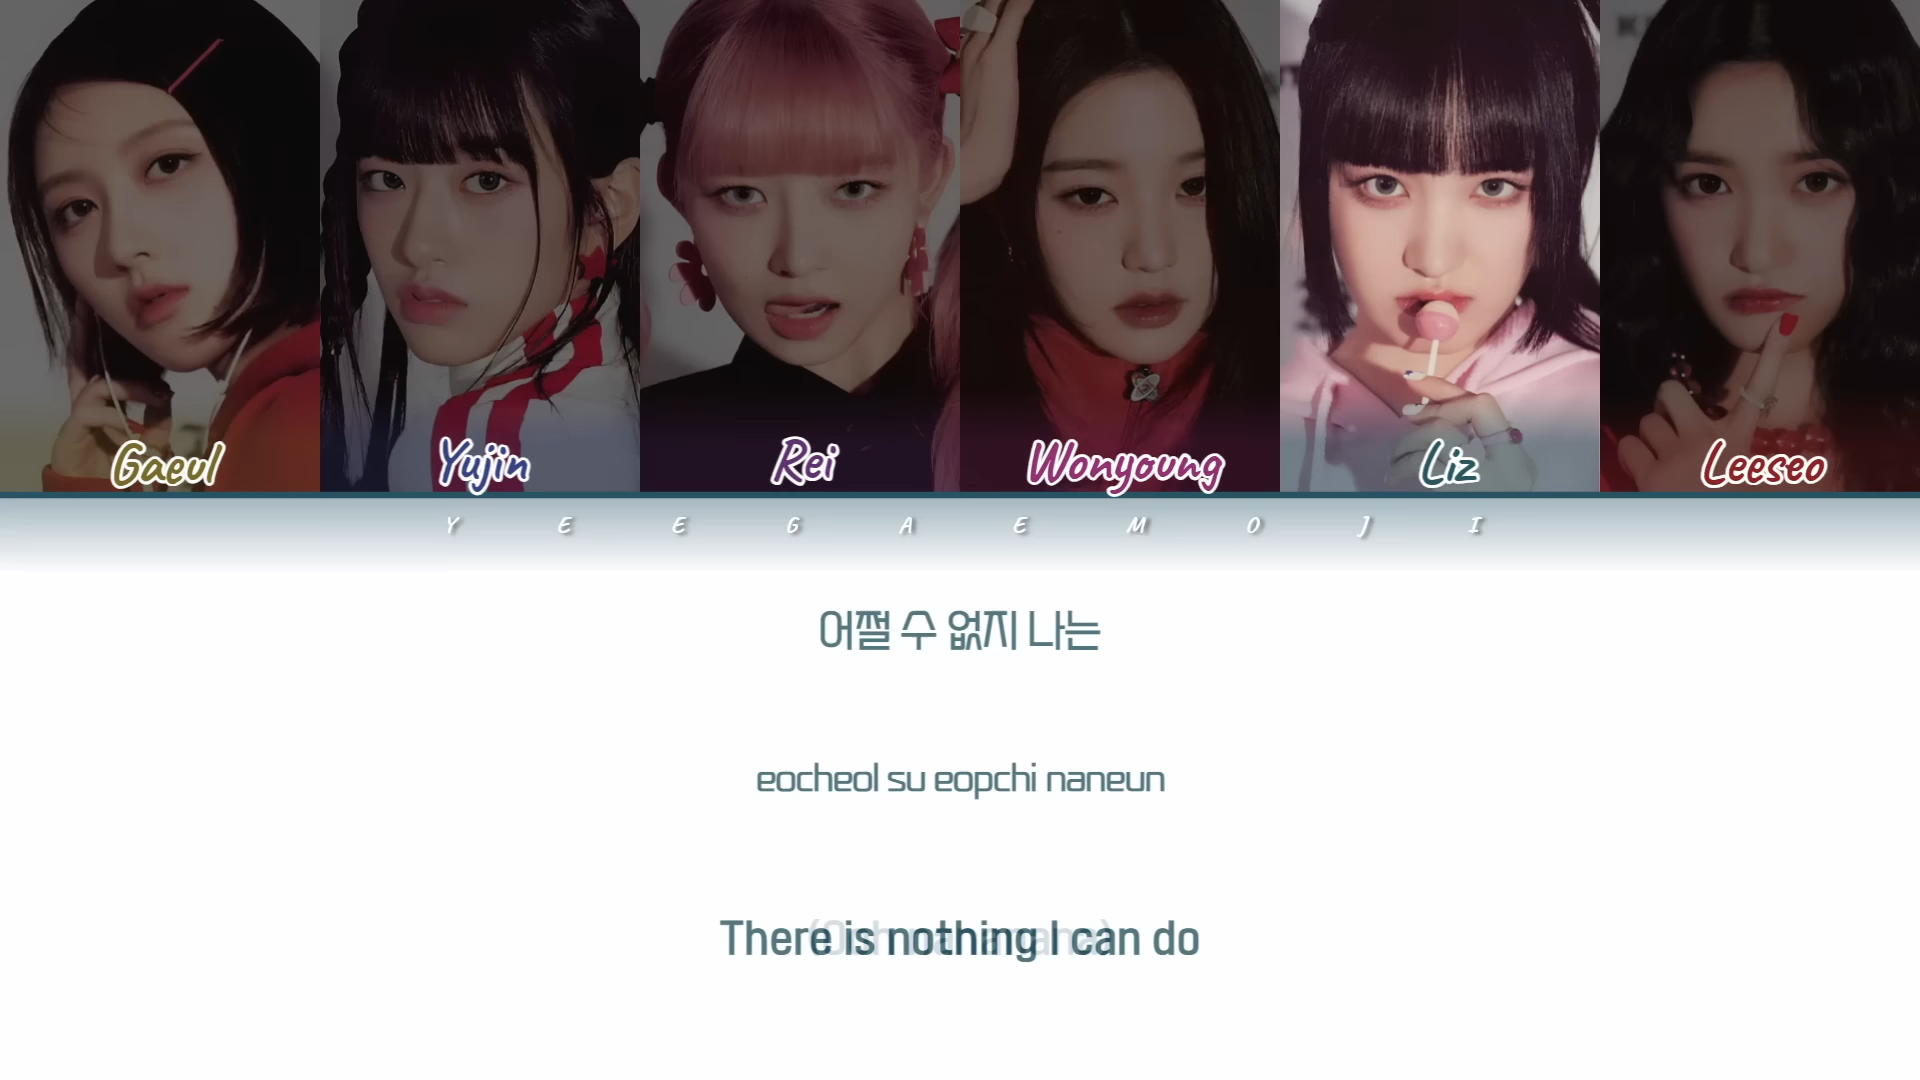 Gaeul Yujin Rei Wonyoung Liz Leeseo
Y E E G A E M O J I
어쩔 수 없지 나는
eocheol su eopchi naneun
There is nothing I can do